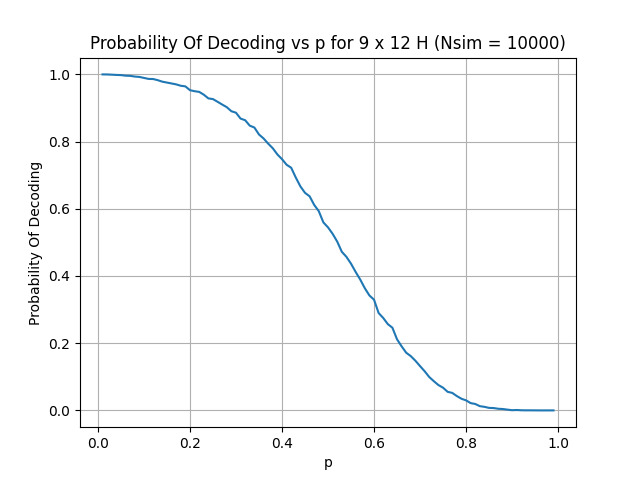 Probability Of Decoding vs p for 9 x 12 H (Nsim = 10000)
1.0
0.8
0.6
0.4
0.2
0.0
Probability Of Decoding
0.0 0.2 0.4 0.6 0.8 1.0
p